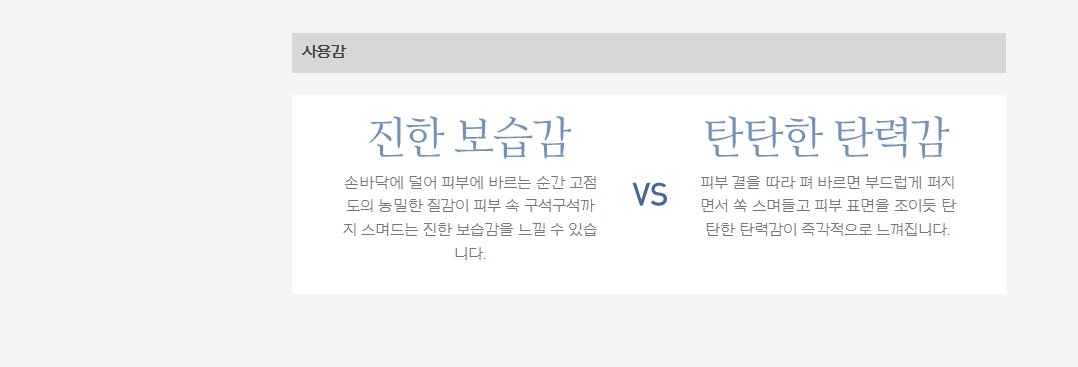 사용감
진한 보습감
손바닥에 덜어 피부에 바르는 순간 고점
도의 농밀한 질감이 피부 속 구석구석까
지 스며드는 진한 보습감을 느낄 수 있습
니다.
VS
탄탄한 탄력감
피부 결을 따라 펴 바르면 부드럽게 펴지
면서 쏙 스며들고 피부 표면을 조이듯 탄
탄한 탄력감이 즉각적으로 느껴집니다.